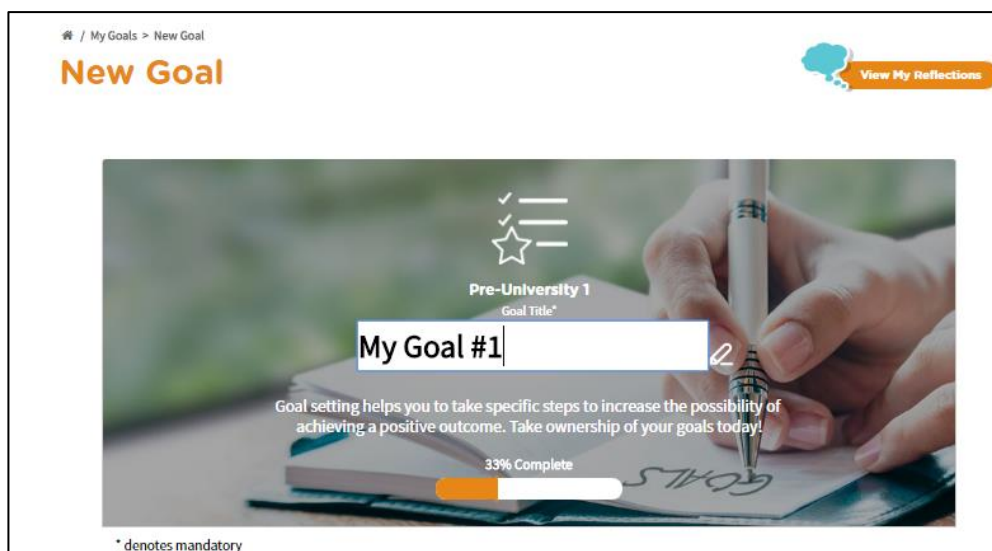 / My Goals > New Goal
New Goal
View My Reflections
Pre-University 1
Goal Title*
My Goal #1
Goal setting helps you to take specific steps to increase the possibility of
achieving a positive outcome. Take ownership of your goals today!
33% Complete
GOALS
* denotes mandatory